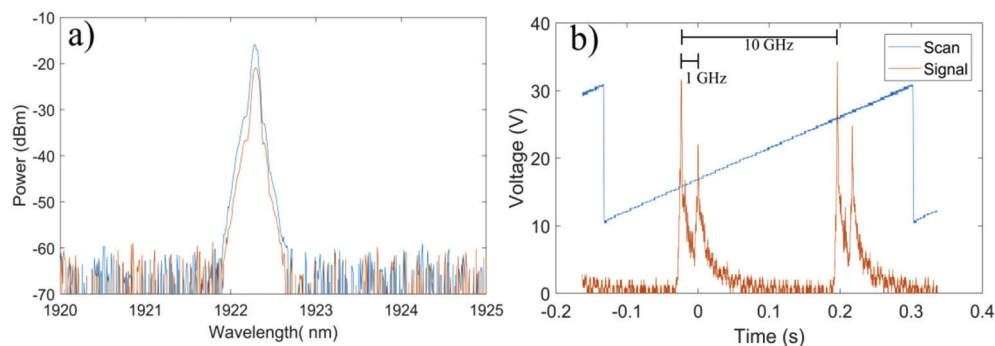 a)
-10
-20
-30
-40
-50
-60
-70
Power (dBm)
1920 1921 1922 1923 1924 1925
Wavelength( nm)
b)
40
30
20
10
0
Voltage (V)
10 GHz
1 GHz
Scan
Signal
-0.2 -0.1 0 0.1 0.2 0.3 0.4
Time (s)